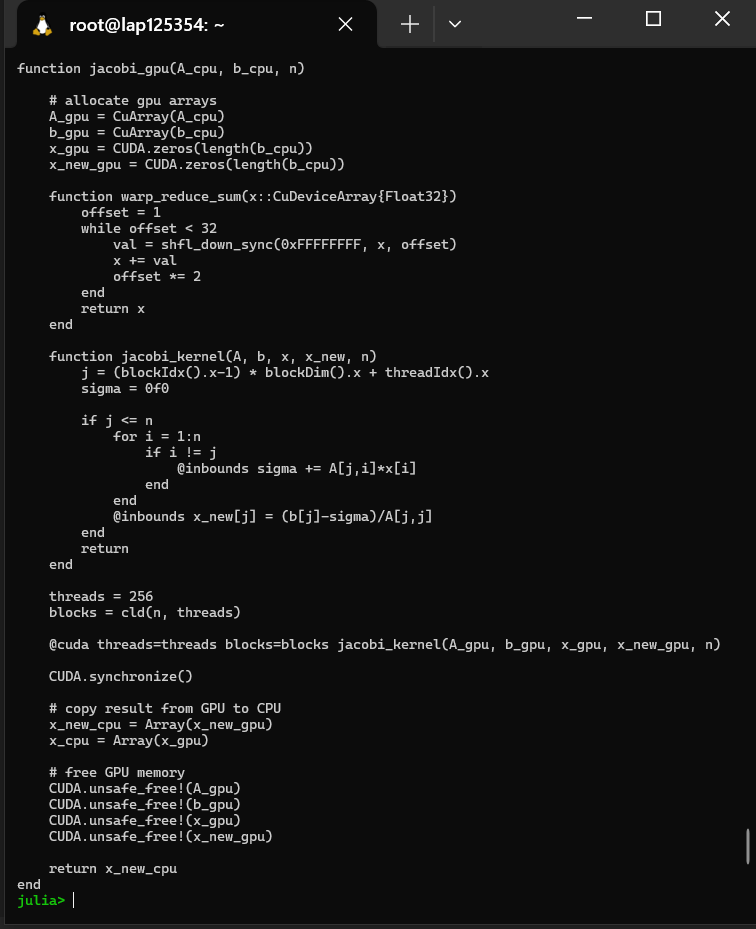 root@lap125354: ~
function jacobi_gpu(A_cpu, b_cpu, n)
    # allocate gpu arrays
    A_gpu = CuArray(A_cpu)
    b_gpu = CuArray(b_cpu)
    x_gpu = CUDA.zeros(length(b_cpu))
    x_new_gpu = CUDA.zeros(length(b_cpu))
    function warp_reduce_sum(x::CuDeviceArray{Float32})
        offset = 1
        while offset < 32
            val = shfl_down_sync(0xFFFFFFFF, x, offset)
            x += val
            offset *= 2
        end
        return x
    end
    function jacobi_kernel(A, b, x, x_new, n)
        j = (blockIdx().x-1) * blockDim().x + threadIdx().x
        sigma = 0f0
        if j <= n
            for i = 1:n
                if i != j
                    @inbounds sigma += A[j,i]*x[i]
                end
            end
            @inbounds x_new[j] = (b[j]-sigma)/A[j,j]
        end
        return
    end
    threads = 256
    blocks = cld(n, threads)
    @cuda threads=threads blocks=blocks jacobi_kernel(A_gpu, b_gpu, x_gpu, x_new_gpu, n)
    CUDA.synchronize()
    # copy result from GPU to CPU
    x_new_cpu = Array(x_new_gpu)
    x_cpu = Array(x_gpu)
    # free GPU memory
    CUDA.unsafe_free!(A_gpu)
    CUDA.unsafe_free!(b_gpu)
    CUDA.unsafe_free!(x_gpu)
    CUDA.unsafe_free!(x_new_gpu)
    return x_new_cpu
end
julia>